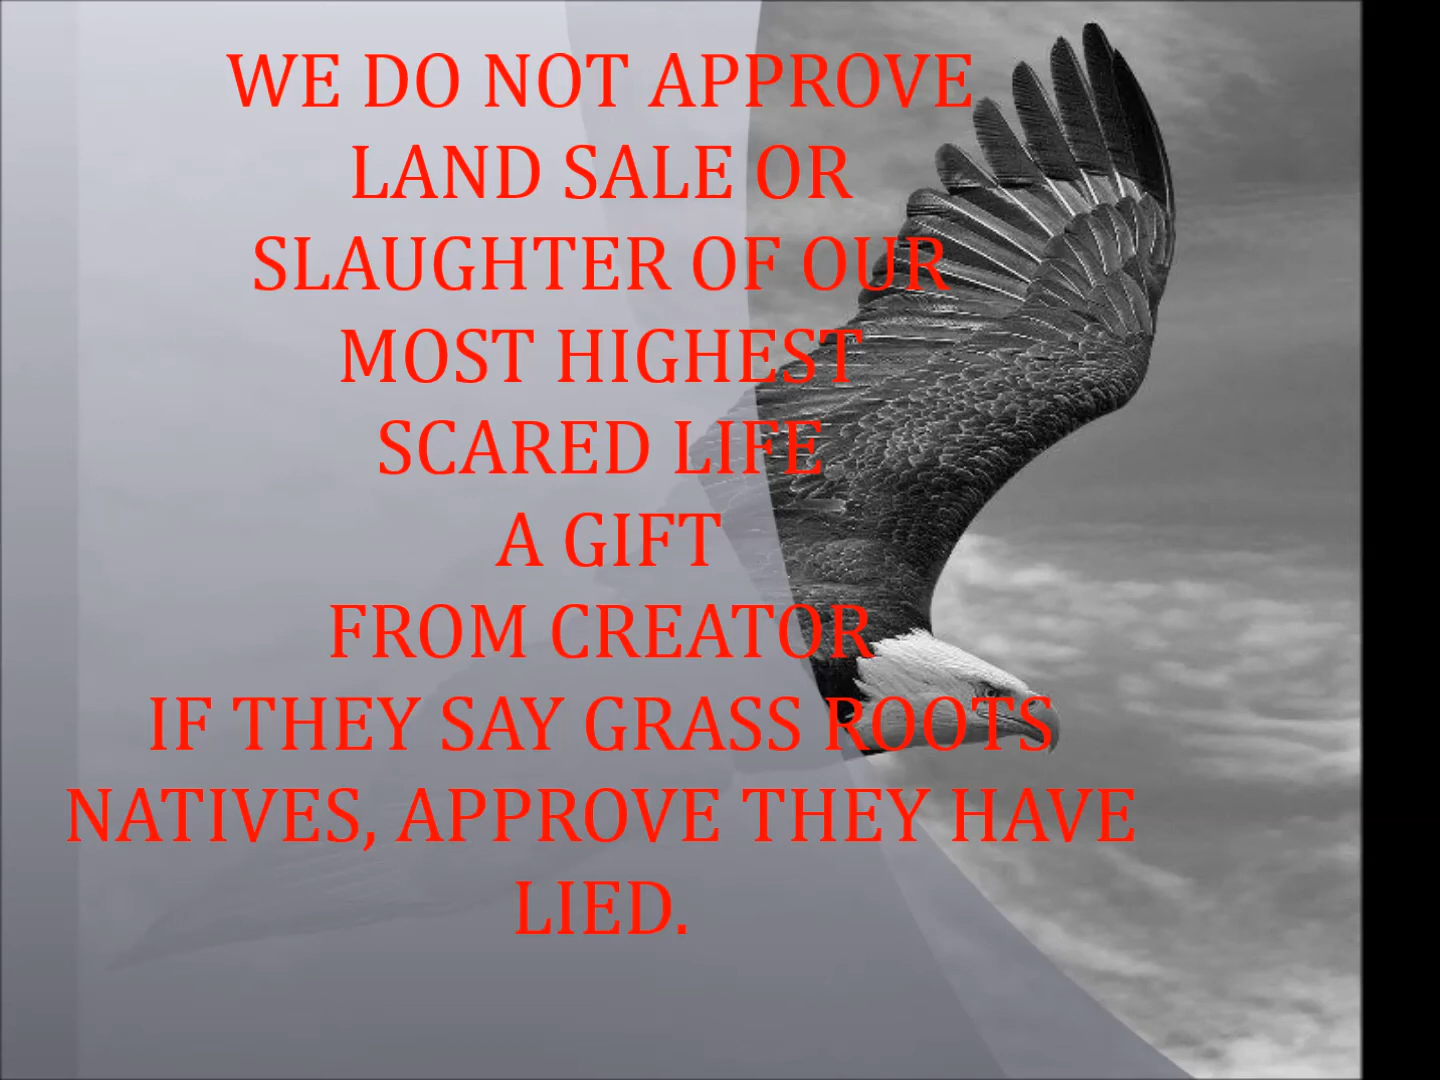 WE DO NOT APPROVE
LAND SALE OR
SLAUGHTER OF OUR
MOST HIGHEST
SCARED LIFE
A GIFT
FROM CREATOR
IF THEY SAY GRASS ROOTS
NATIVES, APPROVE THEY HAVE
LIED.